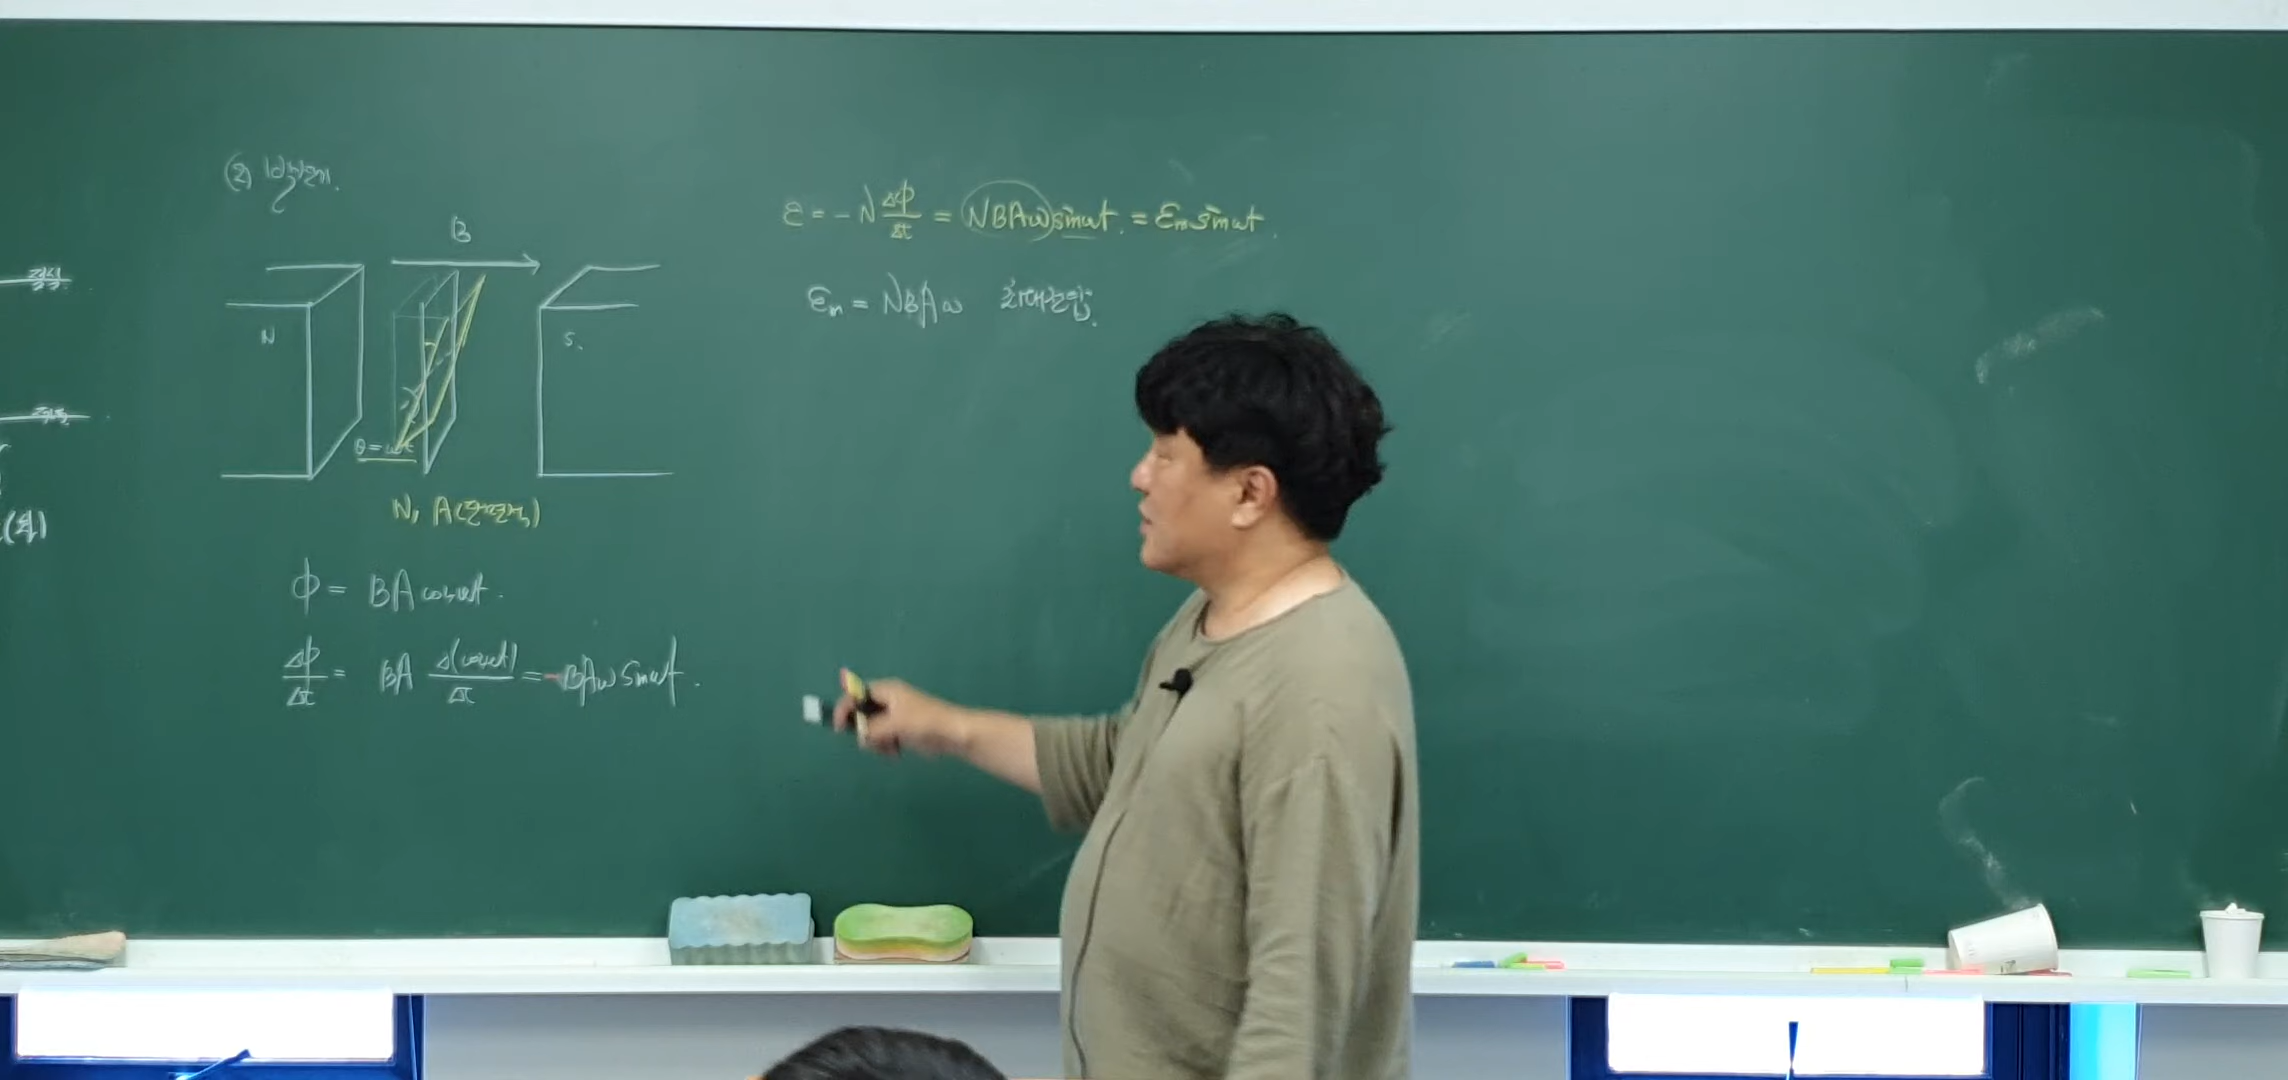 (2) 발전기.
B
N
S.
θ = ωt
N, A(단면적)
ϕ = BA cosωt.
Δϕ/Δt = BA Δ(cosωt)/Δt = -BAω sinωt.
ε = -N Δϕ/Δt = NBAω sinωt. = εm sinωt.
εm = NBAω 최대전압.